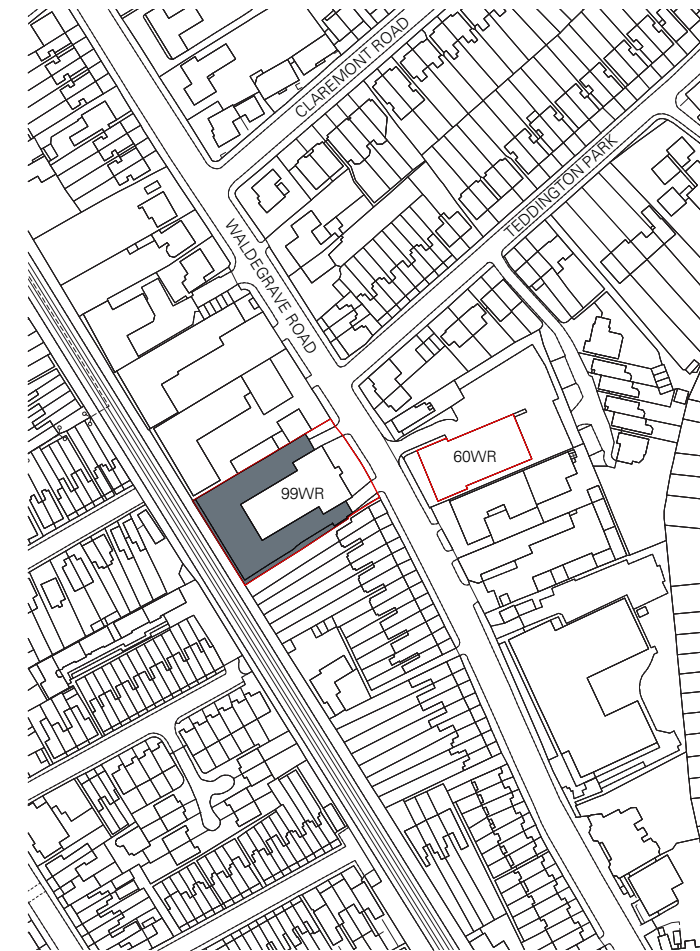 CLAREMONT ROAD
TEDDINGTON PARK
WALDEGRAVE ROAD
60WR
99WR